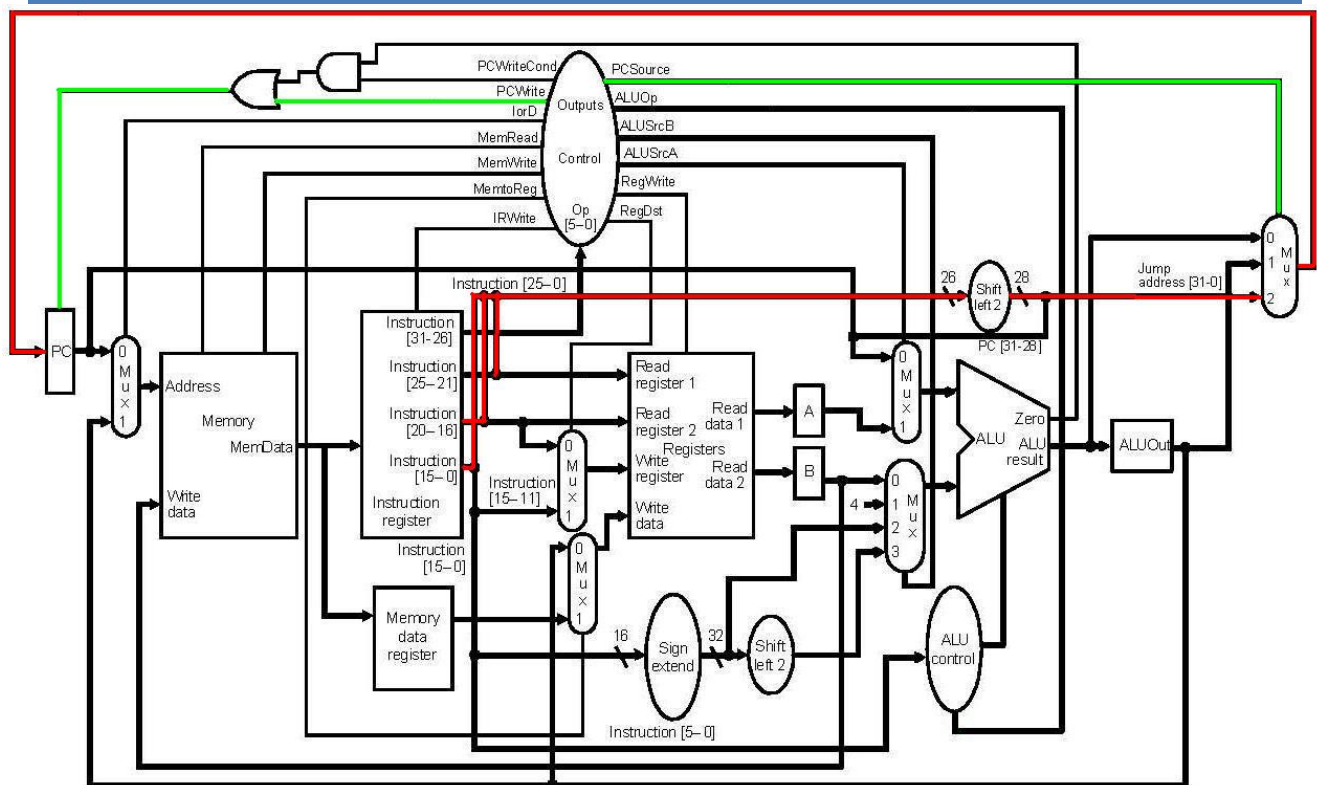 PCWriteCond
PCSource
PCWrite
ALUOp
Outputs
IorD
ALUSrcB
MemRead
ALUSrcA
Control
MemWrite
RegWrite
MemtoReg
RegDst
Op
[5–0]
IRWrite
0
M
u
x
1
2
Jump
address [31-0]
26
Shift
left 2
28
Instruction [25–0]
PC [31-28]
PC
0
M
u
x
1
Address
Memory
MemData
Write
data
Instruction
[31-26]
Instruction
[25–21]
Instruction
[20–16]
Instruction
[15–0]
Instruction
register
Instruction
[15–0]
Instruction
[15–11]
0
M
u
x
1
Read
register 1
Read
register 2
Registers
Write
register
Write
data
Read
data 1
Read
data 2
A
B
0
M
u
x
1
0
4
1
M
u
x
2
3
Zero
ALU
ALU
result
ALUOut
0
M
u
x
1
Memory
data
register
16
Sign
extend
32
Shift
left 2
ALU
control
Instruction [5–0]